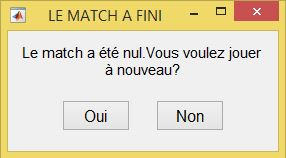 LE MATCH A FINI
Le match a été nul.Vous voulez jouer
à nouveau?
Oui Non